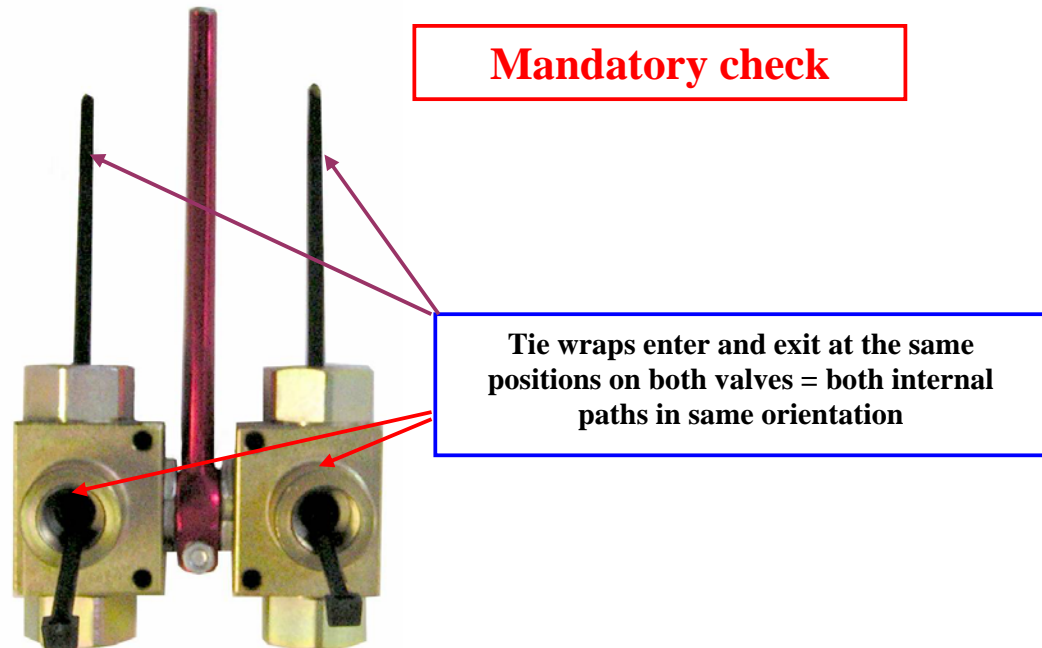 Mandatory check
Tie wraps enter and exit at the same
positions on both valves = both internal
paths in same orientation